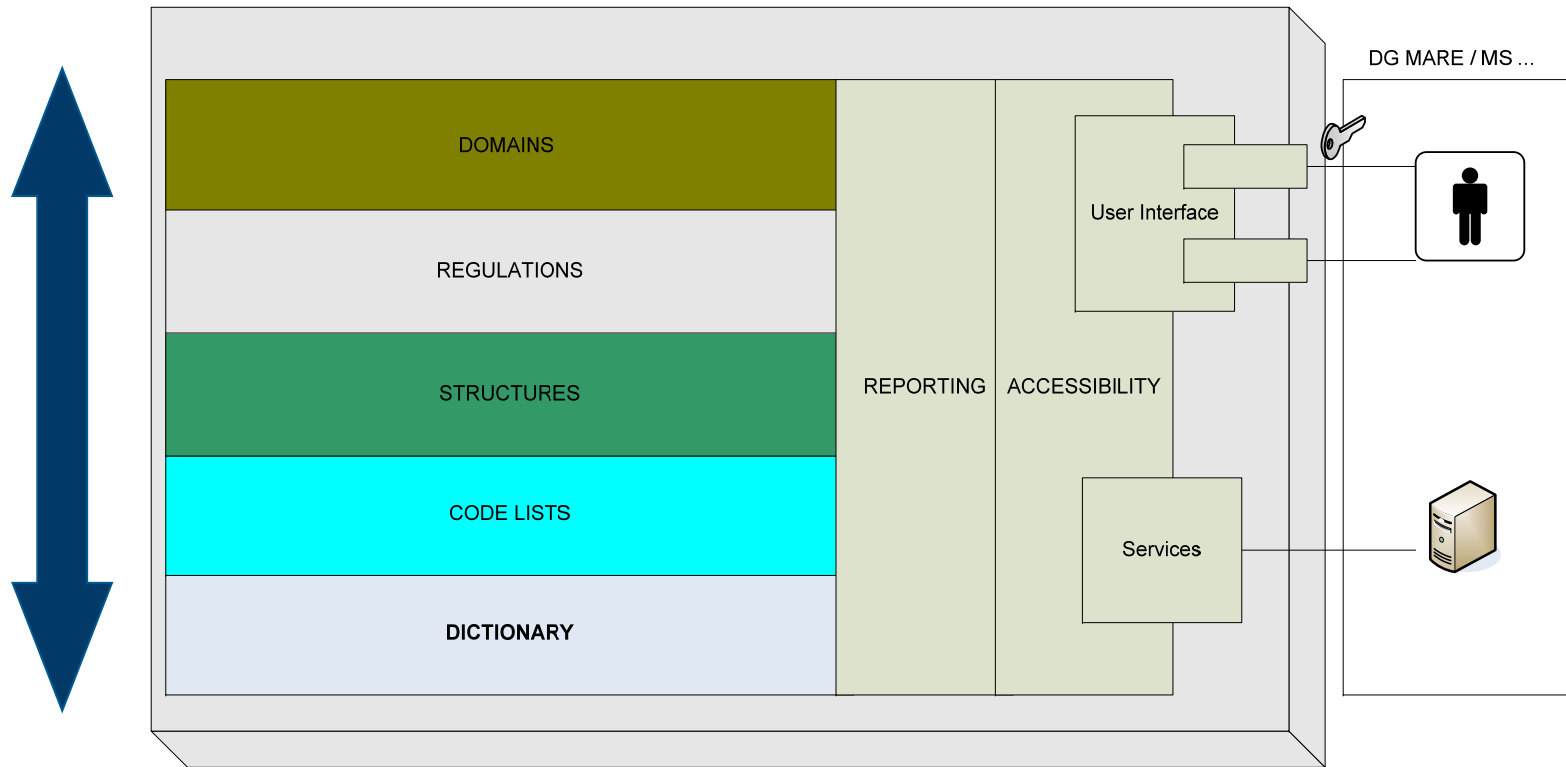 DG MARE / MS ...
DOMAINS
User Interface
REGULATIONS
STRUCTURES
REPORTING
ACCESSIBILITY
CODE LISTS
Services
DICTIONARY